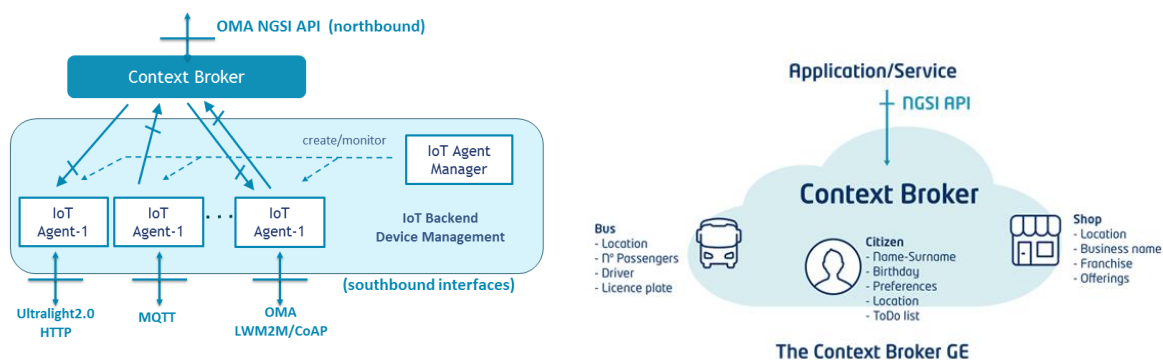 OMA NGSI API  (northbound)
Context Broker
create/monitor
IoT Agent
Manager
IoT
Agent-1
IoT
Agent-1
. . .
IoT
Agent-1
IoT Backend
Device Management
(southbound interfaces)
Ultralight2.0
HTTP
MQTT
OMA
LWM2M/CoAP
Application/Service
NGSI API
Context Broker
Bus
- Location
- Nº Passengers
- Driver
- Licence plate
Citizen
- Name-Surname
- Birthday
- Preferences
- Location
- ToDo list
Shop
- Location
- Business name
- Franchise
- Offerings
The Context Broker GE